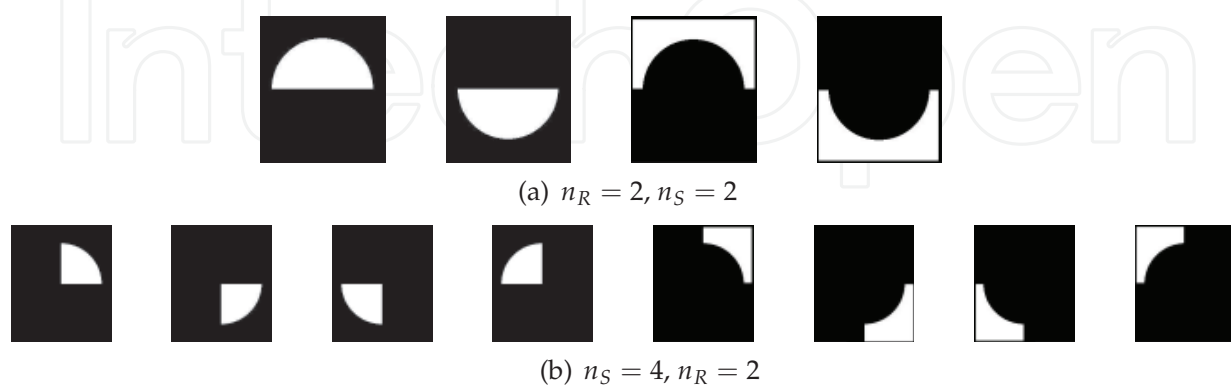 IntechOpen
(a) n_R = 2, n_S = 2
(b) n_S = 4, n_R = 2